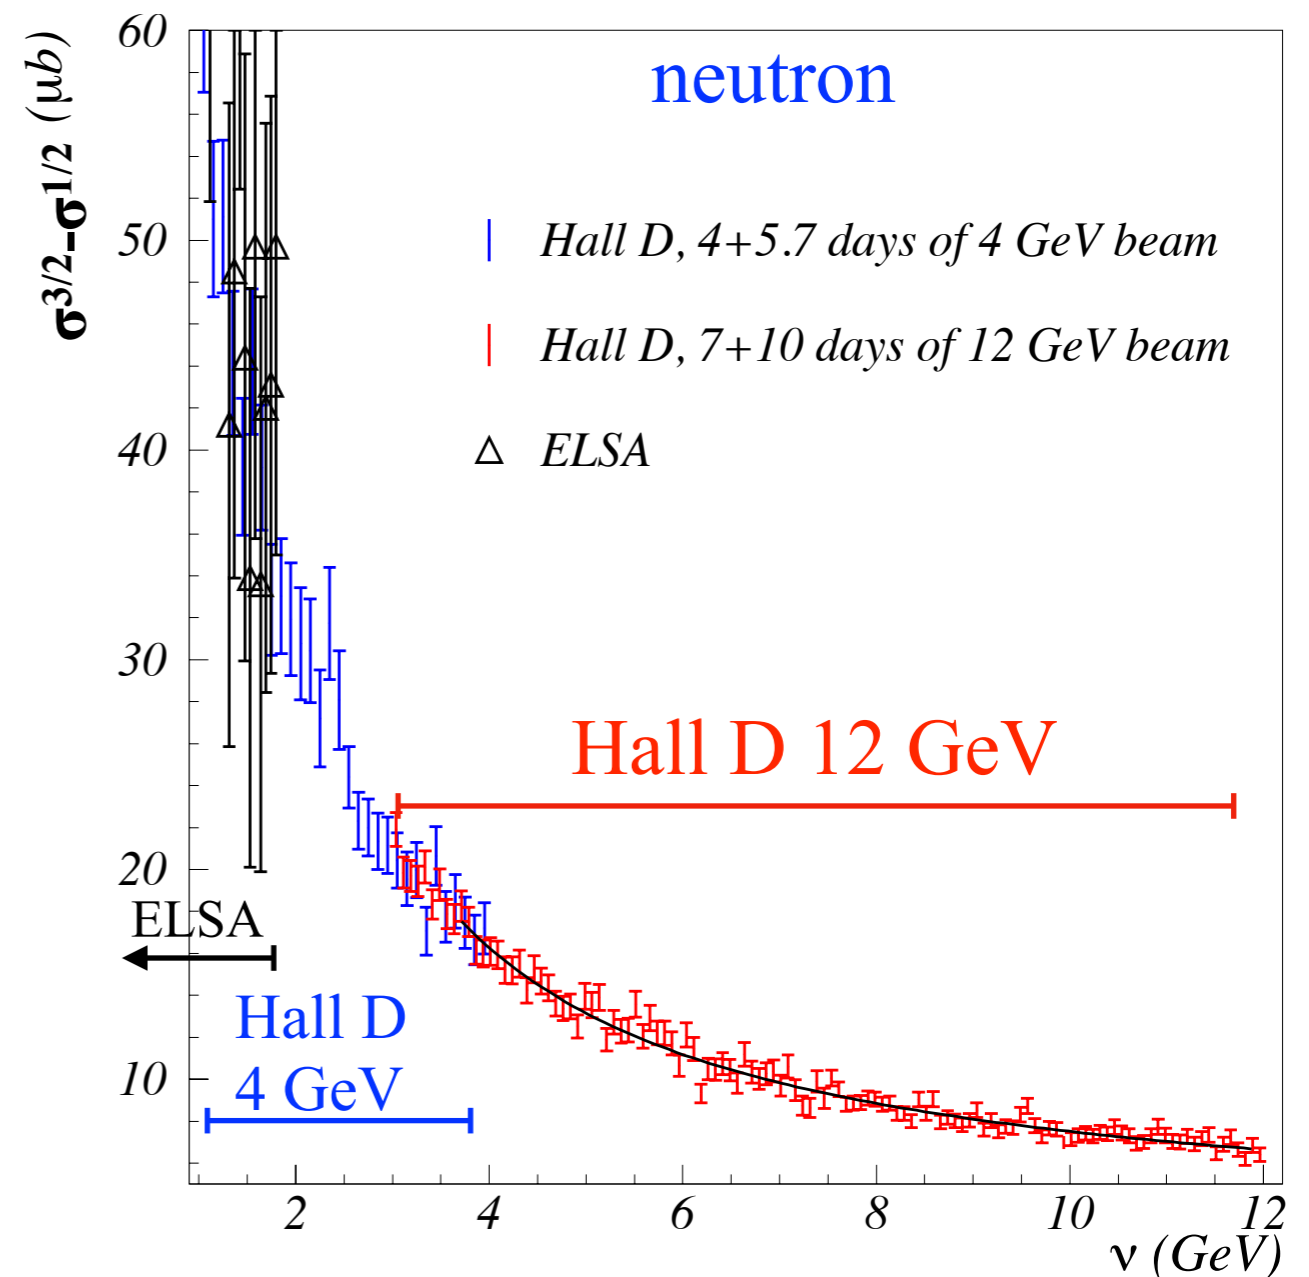 60
neutron
σ3/2-σ1/2 (μb)
50
Hall D, 4+5.7 days of 4 GeV beam
Hall D, 7+10 days of 12 GeV beam
40
ELSA
30
Hall D 12 GeV
20
ELSA
Hall D
4 GeV
10
2 4 6 8 10 12
ν (GeV)